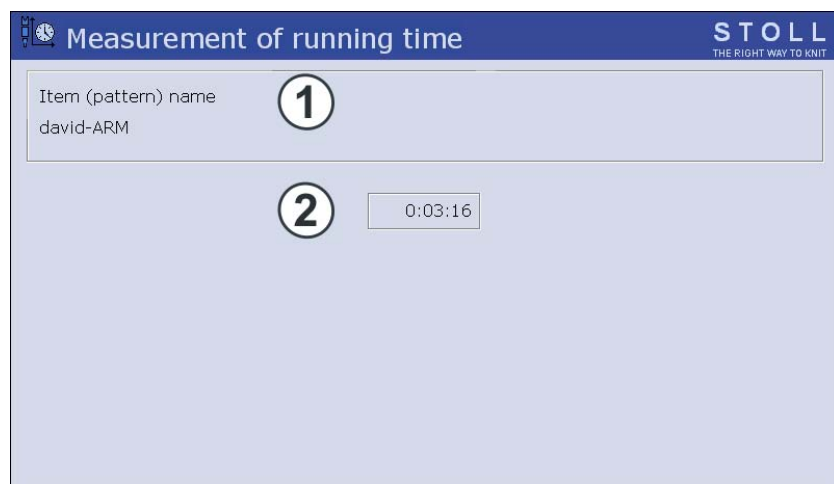 Measurement of running time
STOLL
THE RIGHT WAY TO KNIT
Item (pattern) name
1
david-ARM
2
0:03:16